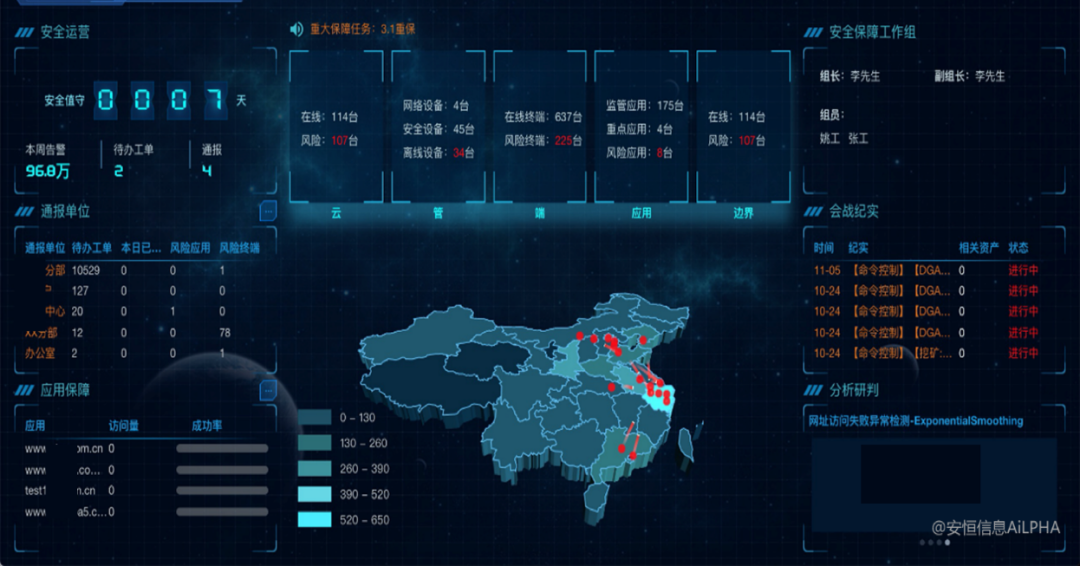 安全运营
安全值守 0 0 0 7 天
本周告警 待办工单 通报
96.8万 2 4
通报单位
通报单位 待办工单 本日已... 风险应用 风险终端
分部 10529 0 0 1
127 0 0 0
中心 20 0 1 0
分部 12 0 0 78
办公室 2 0 0 1
应用保障
应用 访问量 成功率
www om.cn 0
www .co... 0
test1 n.cn 0
www a5.c... 0
重大保障任务：3.1重保
在线：114台
风险：107台
云
网络设备：4台
安全设备：45台
离线设备：34台
管
在线终端：637台
风险终端：225台
端
监管应用：175台
重点应用：4台
风险应用：8台
应用
在线：114台
风险：107台
边界
0 – 130
130 – 260
260 – 390
390 – 520
520 – 650
安全保障工作组
组长：李先生 副组长：李先生
组员：
姚工 张工
会战纪实
时间 纪实 相关资产 状态
11-05 【命令控制】【DGA... 0 进行中
10-24 【命令控制】【DGA... 0 进行中
10-24 【命令控制】【DGA... 0 进行中
10-24 【命令控制】【DGA... 0 进行中
10-24 【命令控制】【挖矿:... 0 进行中
分析研判
网址访问失败异常检测-ExponentialSmoothing
@安恒信息AiLPHA